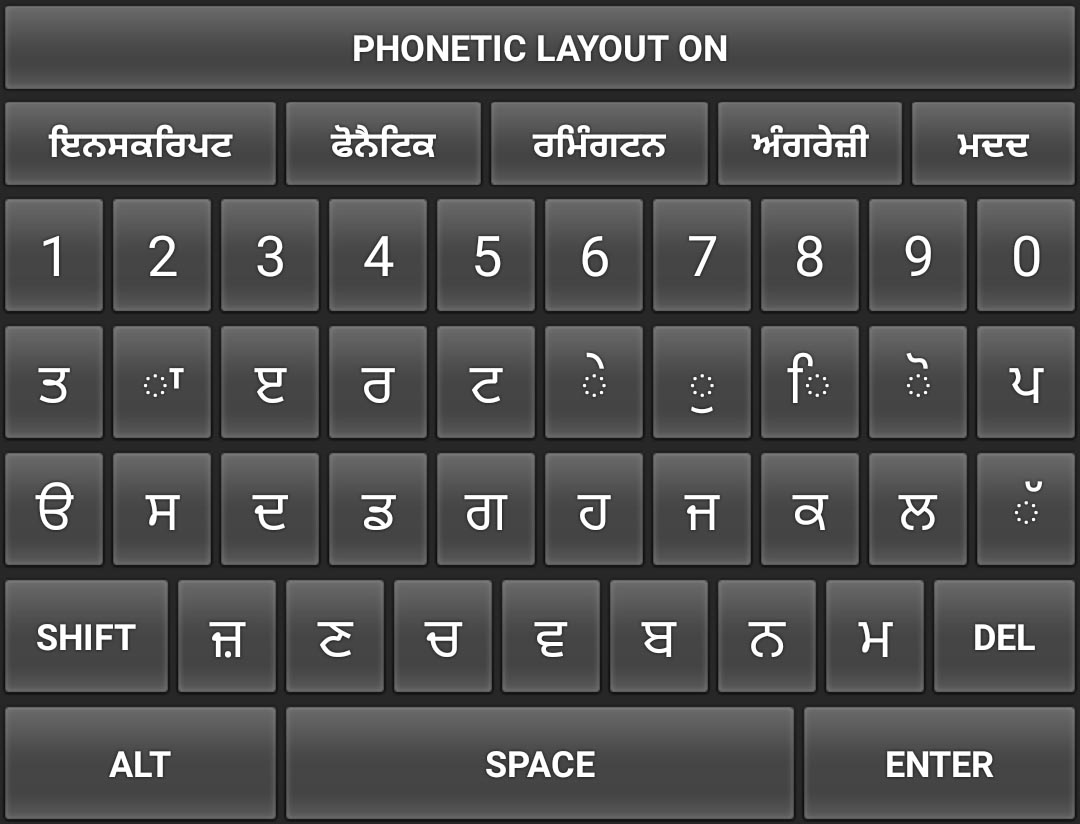 PHONETIC LAYOUT ON
ਇਨਸਕਰਿਪਟ ਫੋਨੈਟਿਕ ਰਮਿੰਗਟਨ ਅੰਗਰੇਜ਼ੀ ਮਦਦ
1 2 3 4 5 6 7 8 9 0
ਤ ਾ ੲ ਰ ਟ ੇ ੁ ਿ ੋ ਪ
ੳ ਸ ਦ ਡ ਗ ਹ ਜ ਕ ਲ ੱ
SHIFT ਜ਼ ਣ ਚ ਵ ਬ ਨ ਮ DEL
ALT SPACE ENTER